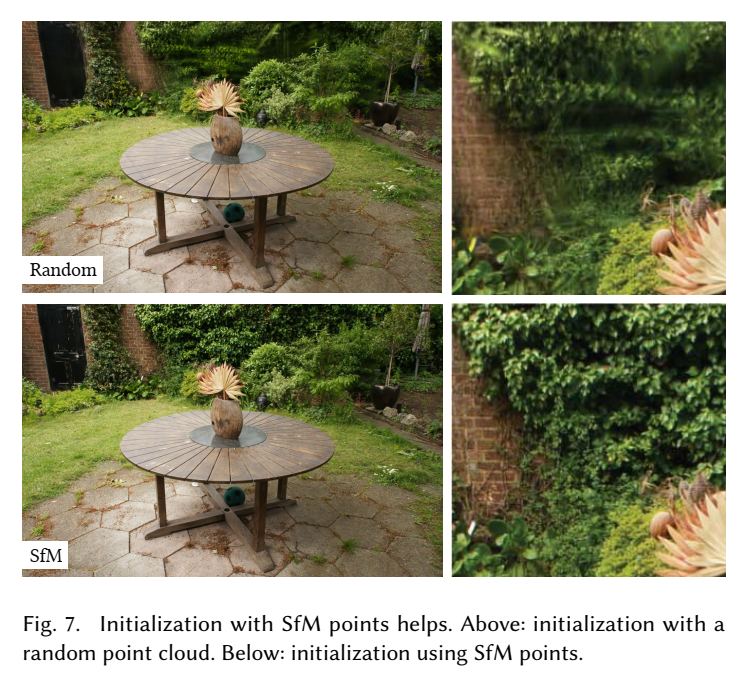 Random
SfM
Fig. 7. Initialization with SfM points helps. Above: initialization with a
random point cloud. Below: initialization using SfM points.